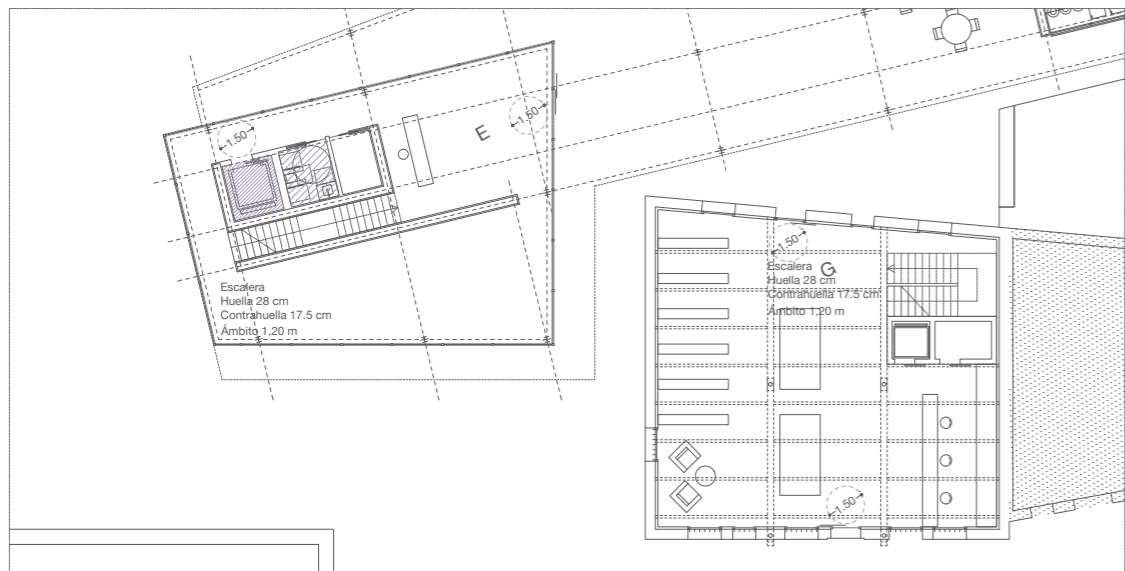 1.50
E
1.50
Escalera
Huella 28 cm
Contrahuella 17.5 cm
Ámbito 1,20 m
1.50
G
Escalera
Huella 28 cm
Contrahuella 17.5 cm
Ámbito 1,20 m
1.50